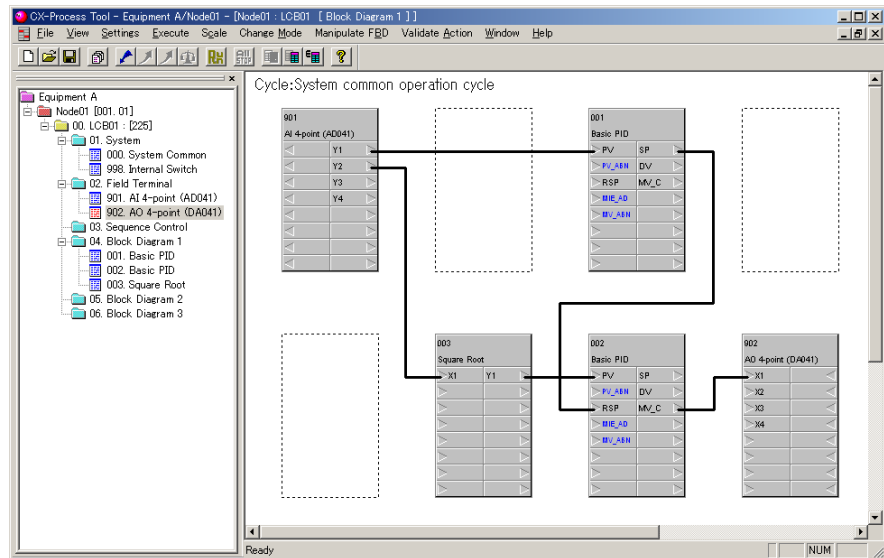 CX-Process Tool - Equipment A/Node01 - [Node01 : LCB01 [ Block Diagram 1 ] ]
File View Settings Execute Scale Change Mode Manipulate FBD Validate Action Window Help
Equipment A
Node01 [001. 01]
00. LCB01 : [225]
01. System
000. System Common
998. Internal Switch
02. Field Terminal
901. AI 4-point (AD041)
902. AO 4-point (DA041)
03. Sequence Control
04. Block Diagram 1
001. Basic PID
002. Basic PID
003. Square Root
05. Block Diagram 2
06. Block Diagram 3
Cycle:System common operation cycle
901
AI 4-point (AD041)
Y1
Y2
Y3
Y4
001
Basic PID
PV SP
PV_ABN DV
RSP MV_C
MIE_AD
MV_ABN
003
Square Root
X1 Y1
002
Basic PID
PV SP
PV_ABN DV
RSP MV_C
MIE_AD
MV_ABN
902
AO 4-point (DA041)
X1
X2
X3
X4
Ready
NUM